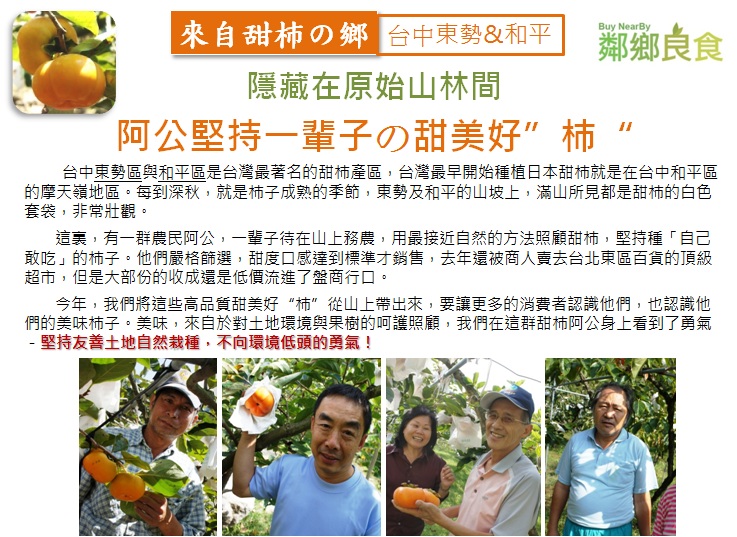 來自甜柿の鄉 台中東勢&和平
Buy NearBy
鄰鄉良食
隱藏在原始山林間
阿公堅持一輩子の甜美好”柿“
台中東勢區與和平區是台灣最著名的甜柿產區，台灣最早開始種植日本甜柿就是在台中和平區
的摩天嶺地區。每到深秋，就是柿子成熟的季節，東勢及和平的山坡上，滿山所見都是甜柿的白色
套袋，非常壯觀。
這裏，有一群農民阿公，一輩子待在山上務農，用最接近自然的方法照顧甜柿，堅持種「自己
敢吃」的柿子。他們嚴格篩選，甜度口感達到標準才銷售，去年還被商人賣去台北東區百貨的頂級
超市，但是大部份的收成還是低價流進了盤商行口。
今年，我們將這些高品質甜美好“柿”從山上帶出來，要讓更多的消費者認識他們，也認識他
們的美味柿子。美味，來自於對土地環境與果樹的呵護照顧，我們在這群甜柿阿公身上看到了勇氣
- 堅持友善土地自然栽種，不向環境低頭的勇氣！